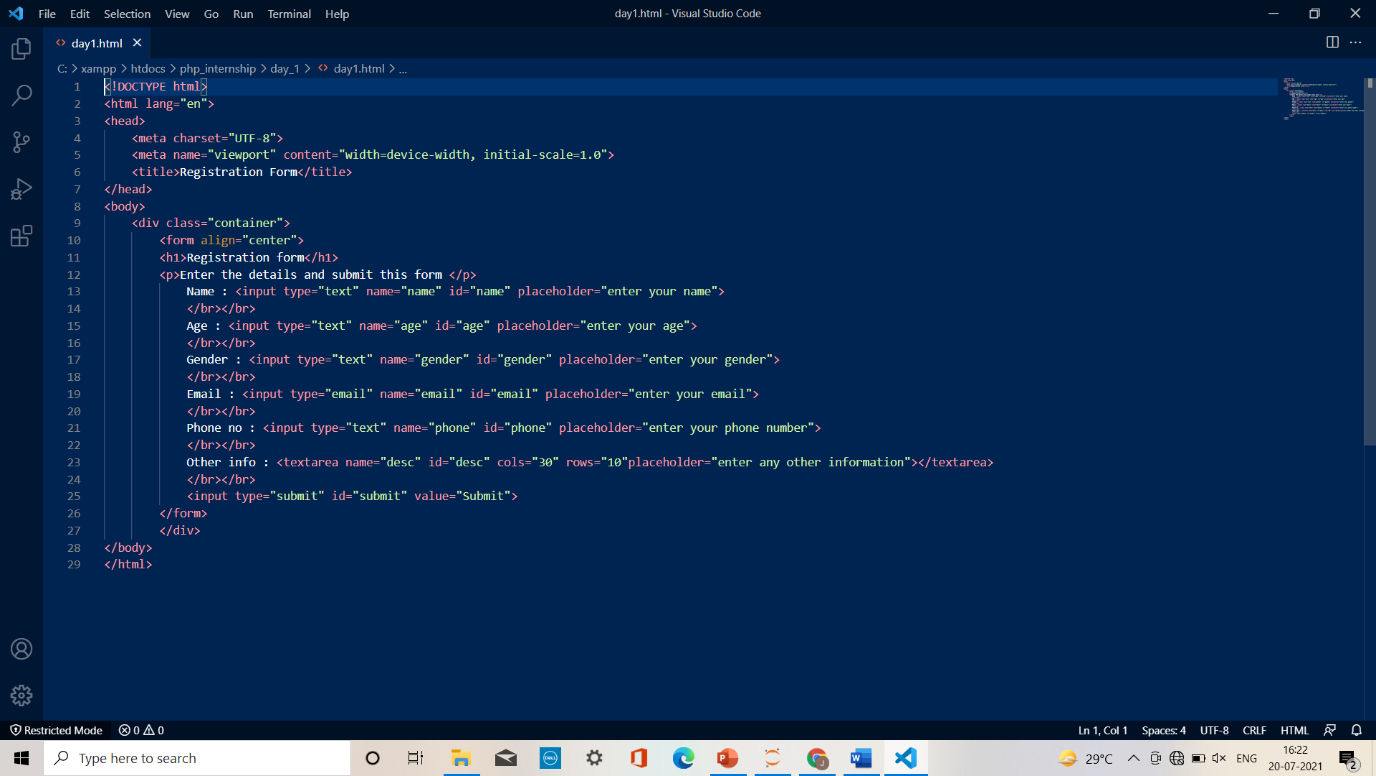 File Edit Selection View Go Run Terminal Help day1.html - Visual Studio Code
day1.html
C: > xampp > htdocs > php_internship > day_1 > day1.html > ...
1 <!DOCTYPE html>
2 <html lang="en">
3 <head>
4 <meta charset="UTF-8">
5 <meta name="viewport" content="width=device-width, initial-scale=1.0">
6 <title>Registration Form</title>
7 </head>
8 <body>
9 <div class="container">
10 <form align="center">
11 <h1>Registration form</h1>
12 <p>Enter the details and submit this form </p>
13 Name : <input type="text" name="name" id="name" placeholder="enter your name">
14 </br></br>
15 Age : <input type="text" name="age" id="age" placeholder="enter your age">
16 </br></br>
17 Gender : <input type="text" name="gender" id="gender" placeholder="enter your gender">
18 </br></br>
19 Email : <input type="email" name="email" id="email" placeholder="enter your email">
20 </br></br>
21 Phone no : <input type="text" name="phone" id="phone" placeholder="enter your phone number">
22 </br></br>
23 Other info : <textarea name="desc" id="desc" cols="30" rows="10"placeholder="enter any other information"></textarea>
24 </br></br>
25 <input type="submit" id="submit" value="Submit">
26 </form>
27 </div>
28 </body>
29 </html>
Restricted Mode 0 0 Ln 1, Col 1 Spaces: 4 UTF-8 CRLF HTML
Type here to search 29°C ENG 16:22
20-07-2021 2